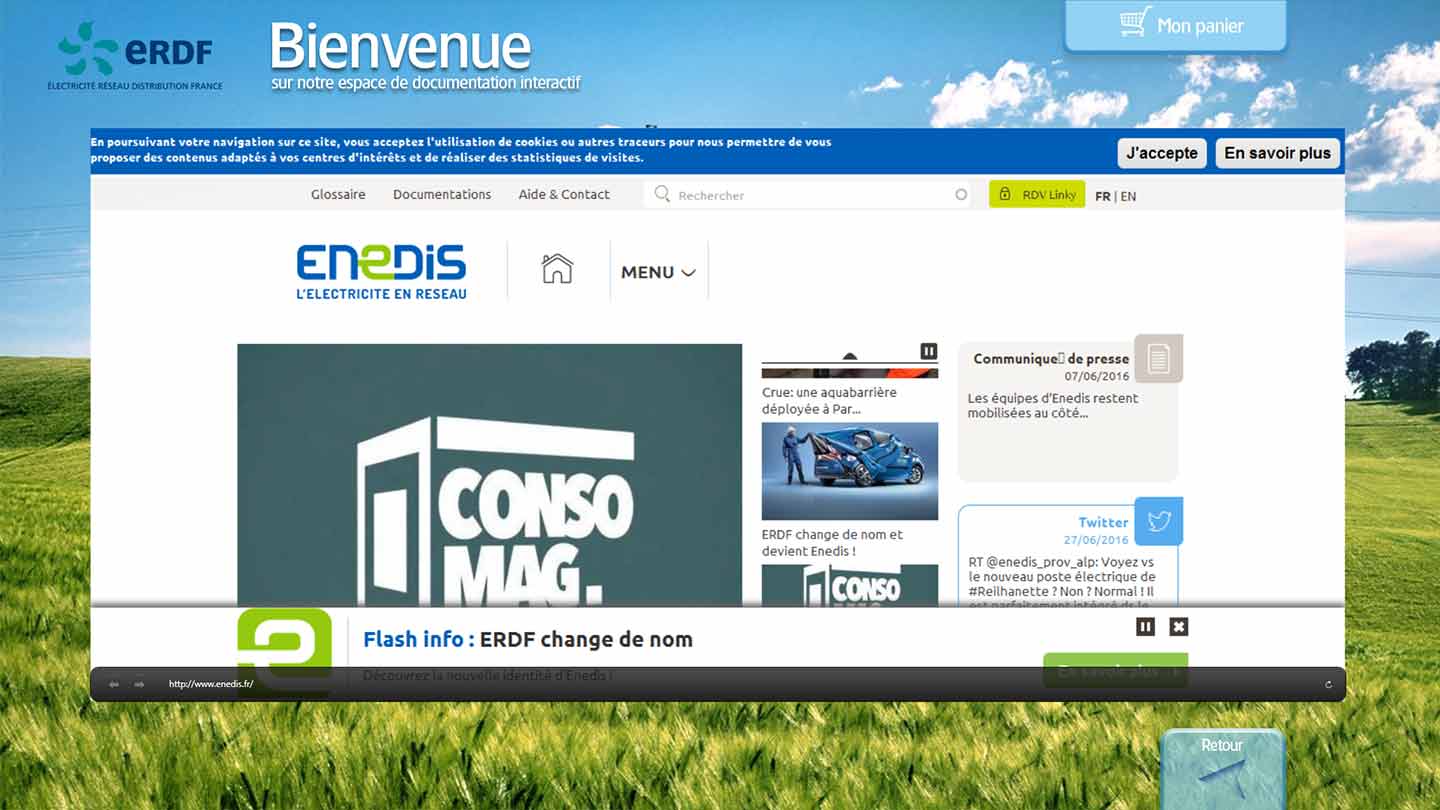 eRDF
ÉLECTRICITÉ RÉSEAU DISTRIBUTION FRANCE
Bienvenue
sur notre espace de documentation interactif
Mon panier
En poursuivant votre navigation sur ce site, vous acceptez l'utilisation de cookies ou autres traceurs pour nous permettre de vous
proposer des contenus adaptés à vos centres d'intérêts et de réaliser des statistiques de visites.
J'accepte
En savoir plus
Glossaire
Documentations
Aide & Contact
Rechercher
RDV Linky
FR | EN
ENEDIS
L'ELECTRICITE EN RESEAU
MENU
CONSO
MAG.
Crue: une aquabarrière
déployée à Par...
ERDF change de nom et
devient Enedis !
CONSO
Communique de presse
07/06/2016
Les équipes d'Enedis restent
mobilisées au côté...
Twitter
27/06/2016
RT @enedis_prov_alp: Voyez vs
le nouveau poste électrique de
#Reilhanette ? Non ? Normal ! Il
est parfaitement intégré ds le
Flash info : ERDF change de nom
Découvrez la nouvelle identité d'Enedis !
En savoir plus
http://www.enedis.fr/
Retour